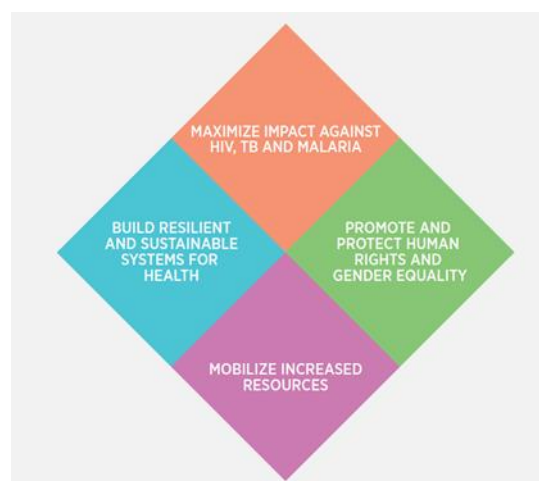 MAXIMIZE IMPACT AGAINST
HIV, TB AND MALARIA
BUILD RESILIENT
AND SUSTAINABLE
SYSTEMS FOR
HEALTH
PROMOTE AND
PROTECT HUMAN
RIGHTS AND
GENDER EQUALITY
MOBILIZE INCREASED
RESOURCES